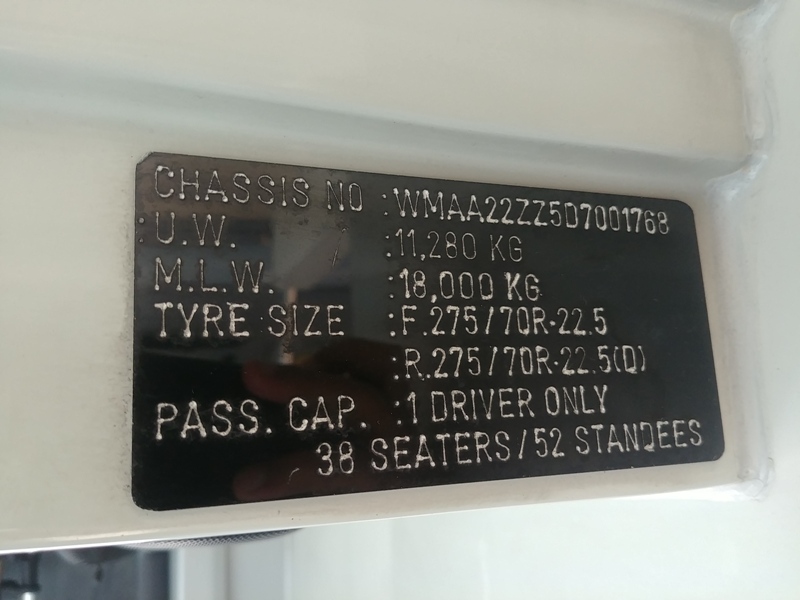 CHASSIS NO :WMAA22ZZ5D7001768
:U.W. :11,280 KG
M.L.W. :18,000 KG
TYRE SIZE :F.275/70R-22.5
:R.275/70R-22.5(D)
PASS. CAP. :1 DRIVER ONLY
38 SEATERS/52 STANDEES